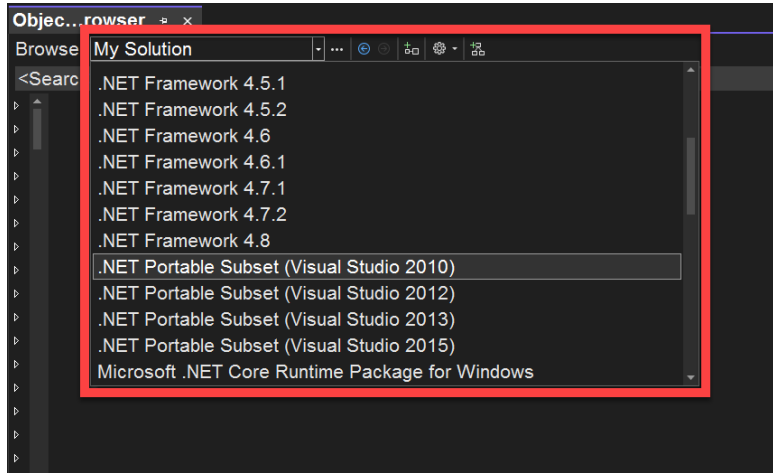 Objec...rowser
Browse My Solution
<Searc
.NET Framework 4.5.1
.NET Framework 4.5.2
.NET Framework 4.6
.NET Framework 4.6.1
.NET Framework 4.7.1
.NET Framework 4.7.2
.NET Framework 4.8
.NET Portable Subset (Visual Studio 2010)
.NET Portable Subset (Visual Studio 2012)
.NET Portable Subset (Visual Studio 2013)
.NET Portable Subset (Visual Studio 2015)
Microsoft .NET Core Runtime Package for Windows